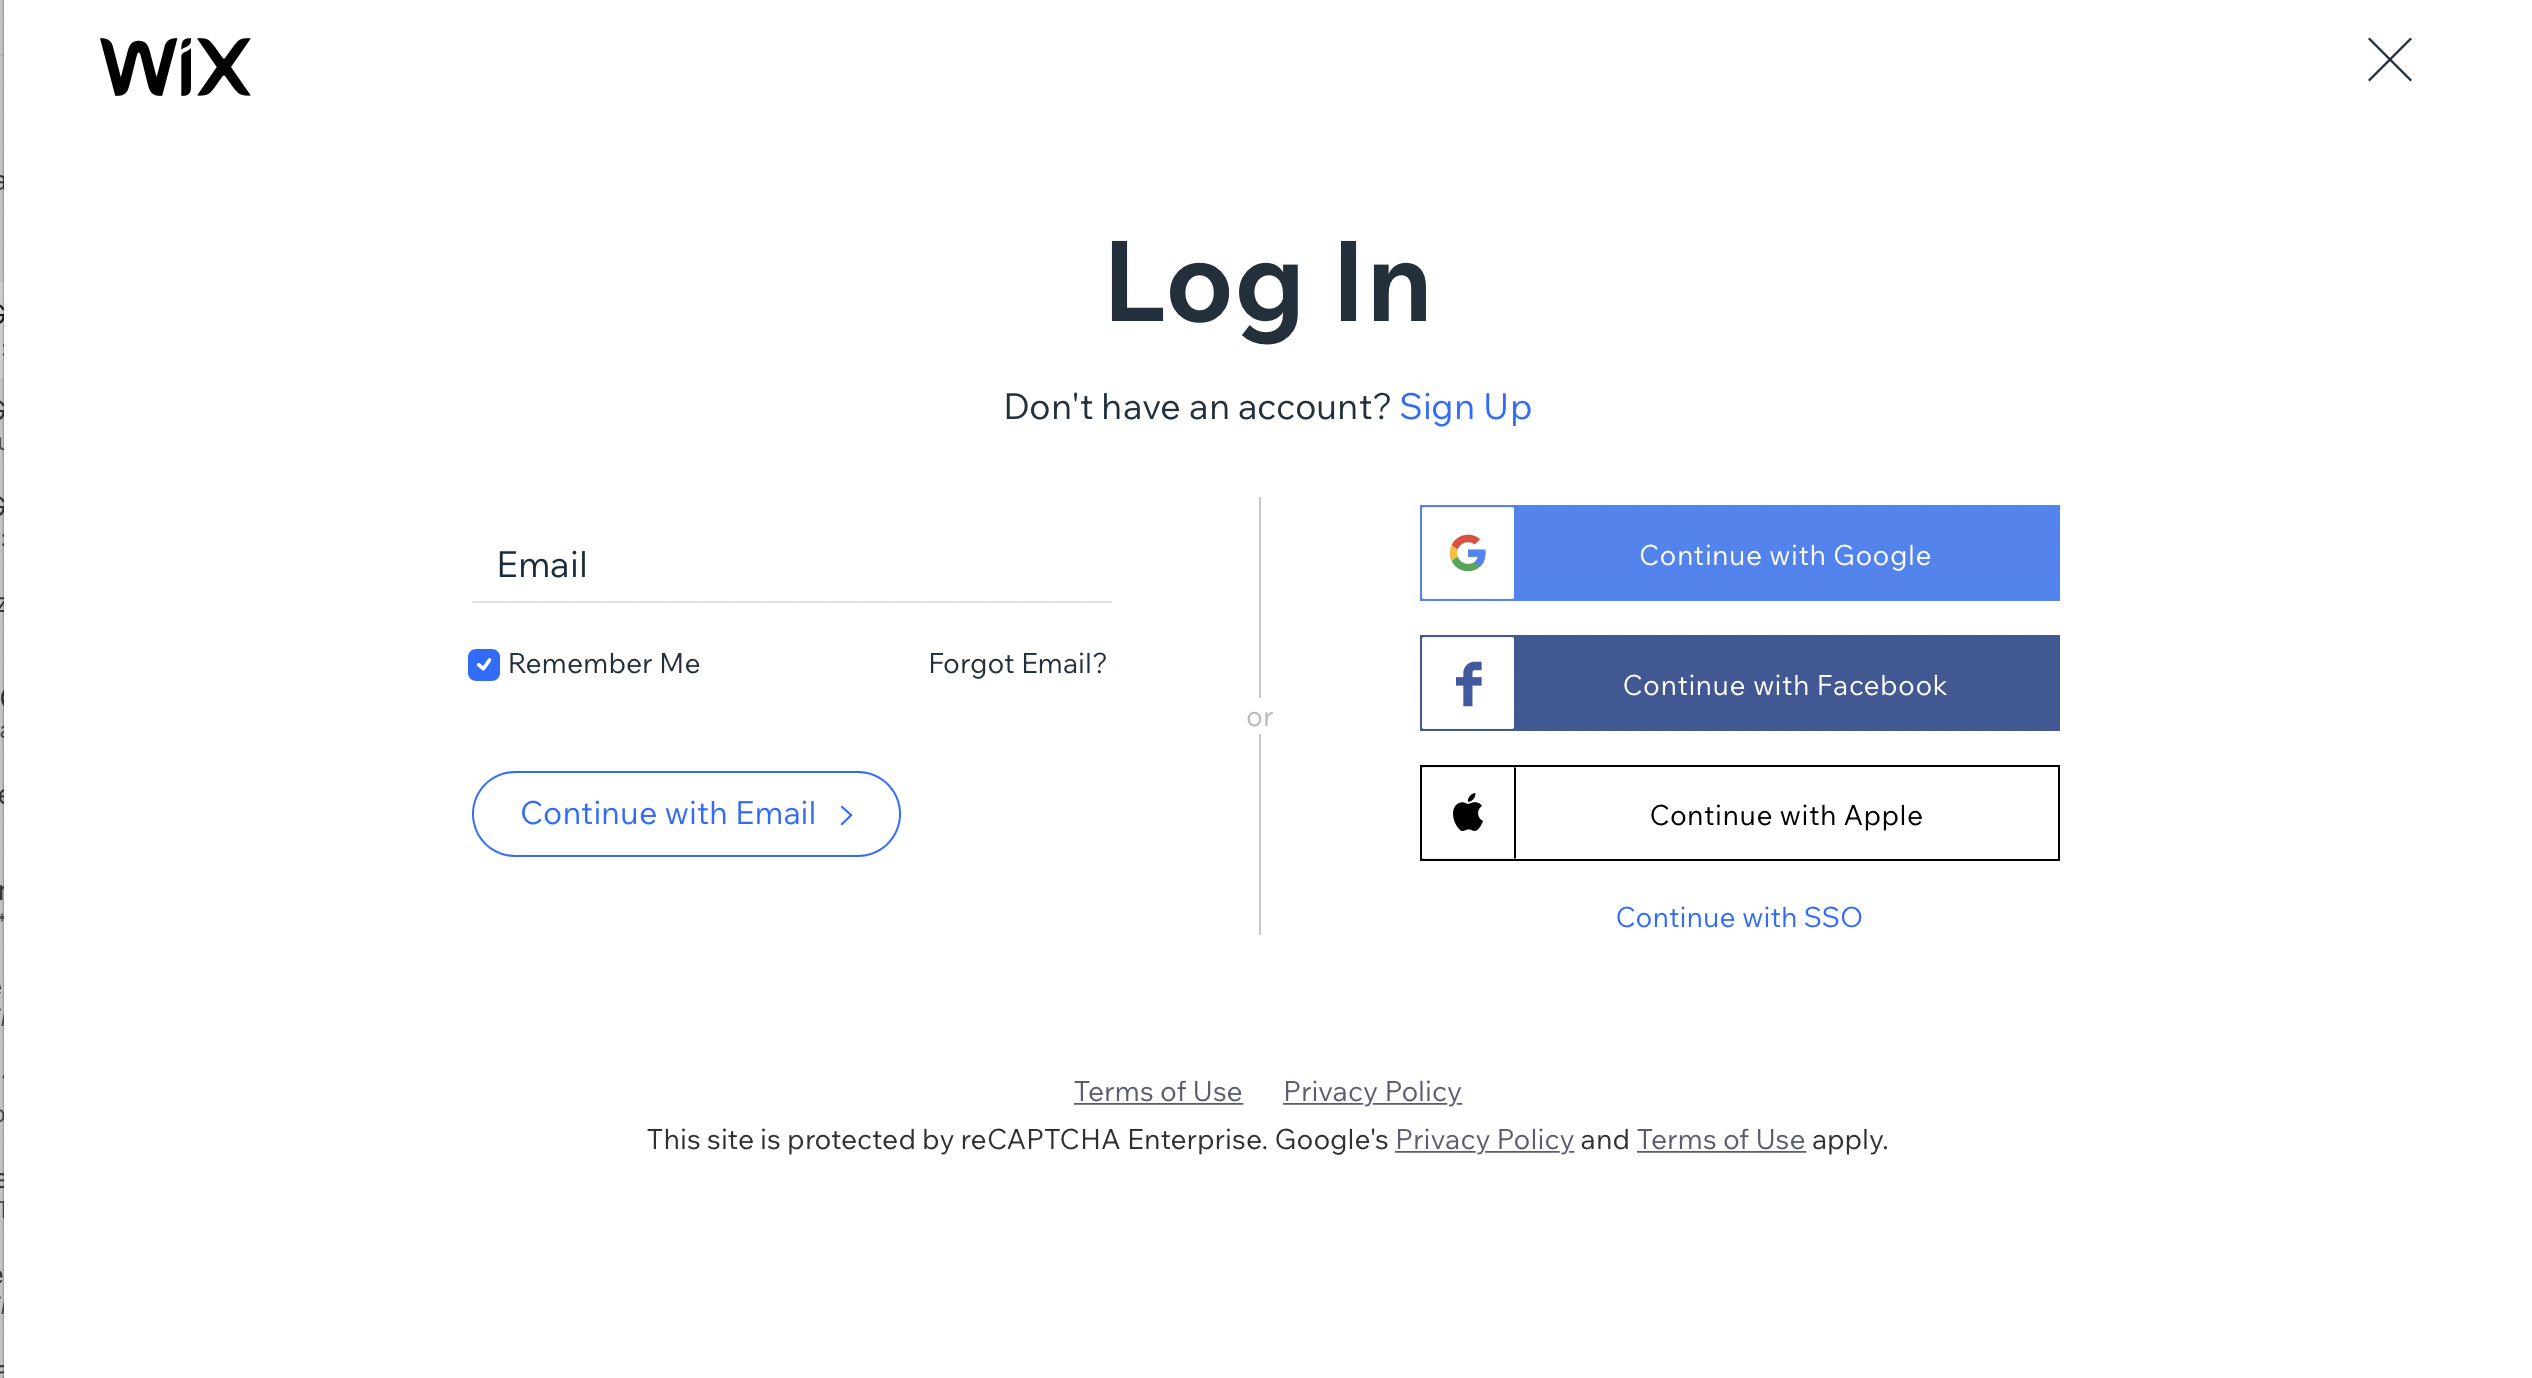 WiX
Log In
Don't have an account? Sign Up
Email
Remember Me
Forgot Email?
Continue with Email
or
Continue with Google
Continue with Facebook
Continue with Apple
Continue with SSO
Terms of Use Privacy Policy
This site is protected by reCAPTCHA Enterprise. Google's Privacy Policy and Terms of Use apply.